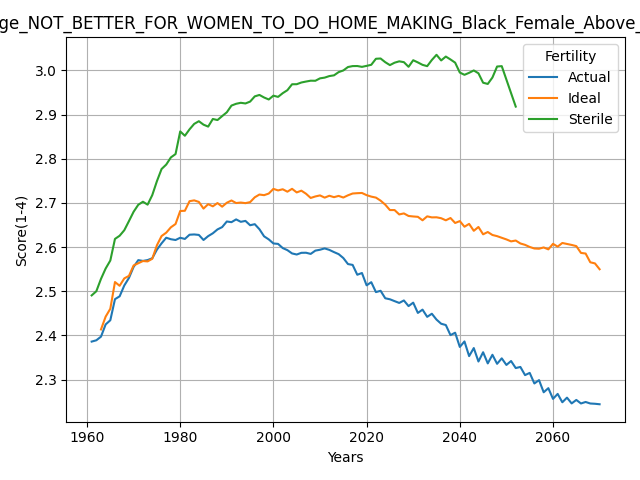 ge_NOT_BETTER_FOR_WOMEN_TO_DO_HOME_MAKING_Black_Female_Above_
Fertility
Actual
Ideal
Sterile
Score(1-4)
3.0
2.9
2.8
2.7
2.6
2.5
2.4
2.3
1960 1980 2000 2020 2040 2060
Years